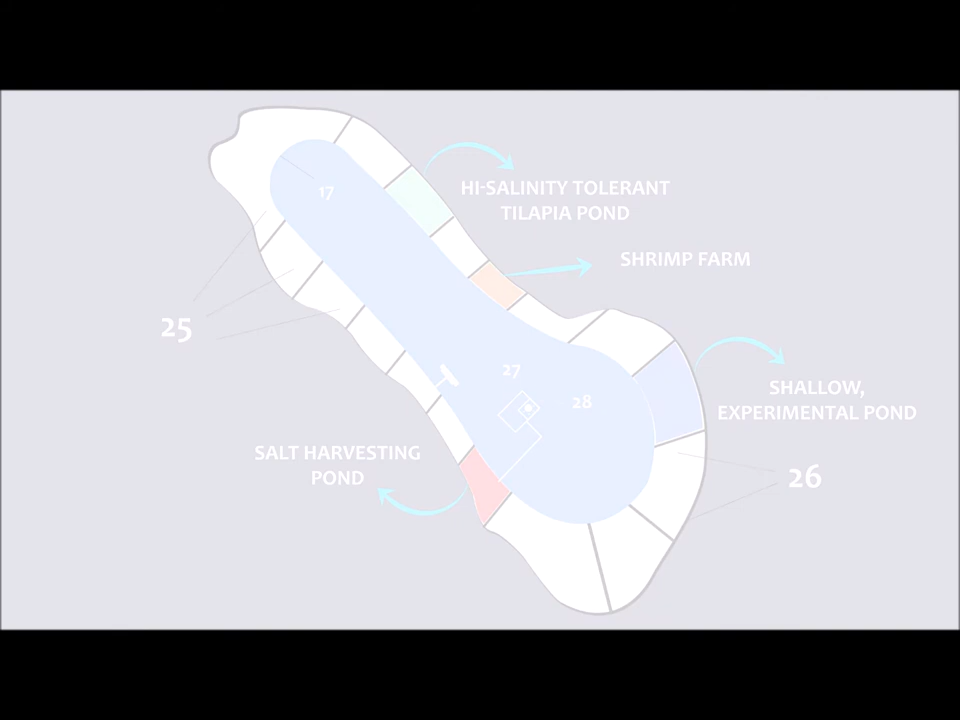 17
HI-SALINITY TOLERANT
TILAPIA POND
SHRIMP FARM
25
27
28
SHALLOW,
EXPERIMENTAL POND
SALT HARVESTING
POND
26